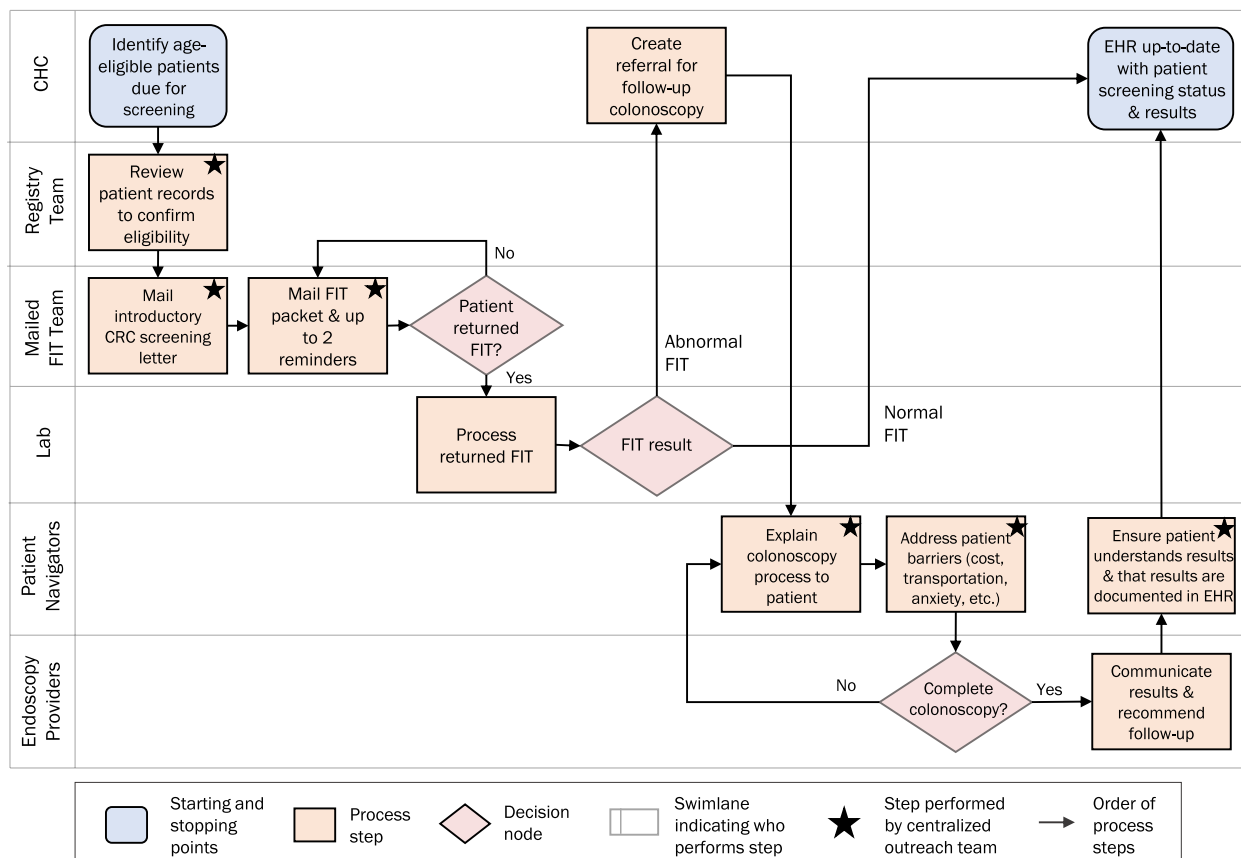 CHC
Identify age-
eligible patients
due for
screening
Create
referral for
follow-up
colonoscopy
EHR up-to-date
with patient
screening status
& results
Registry
Team
Review
patient records
to confirm
eligibility
Mailed
FIT Team
Mail
introductory
CRC screening
letter
Mail FIT
packet & up
to 2
reminders
No
Patient
returned
FIT?
Yes
Abnormal
FIT
Normal
FIT
Lab
Process
returned FIT
FIT result
Patient
Navigators
Explain
colonoscopy
process to
patient
Address patient
barriers (cost,
transportation,
anxiety, etc.)
Ensure patient
understands results
& that results are
documented in EHR
Endoscopy
Providers
No
Complete
colonoscopy?
Yes
Communicate
results &
recommend
follow-up
Starting and
stopping
points
Process
step
Decision
node
Swimlane
indicating who
performs step
Step performed
by centralized
outreach team
Order of
process
steps